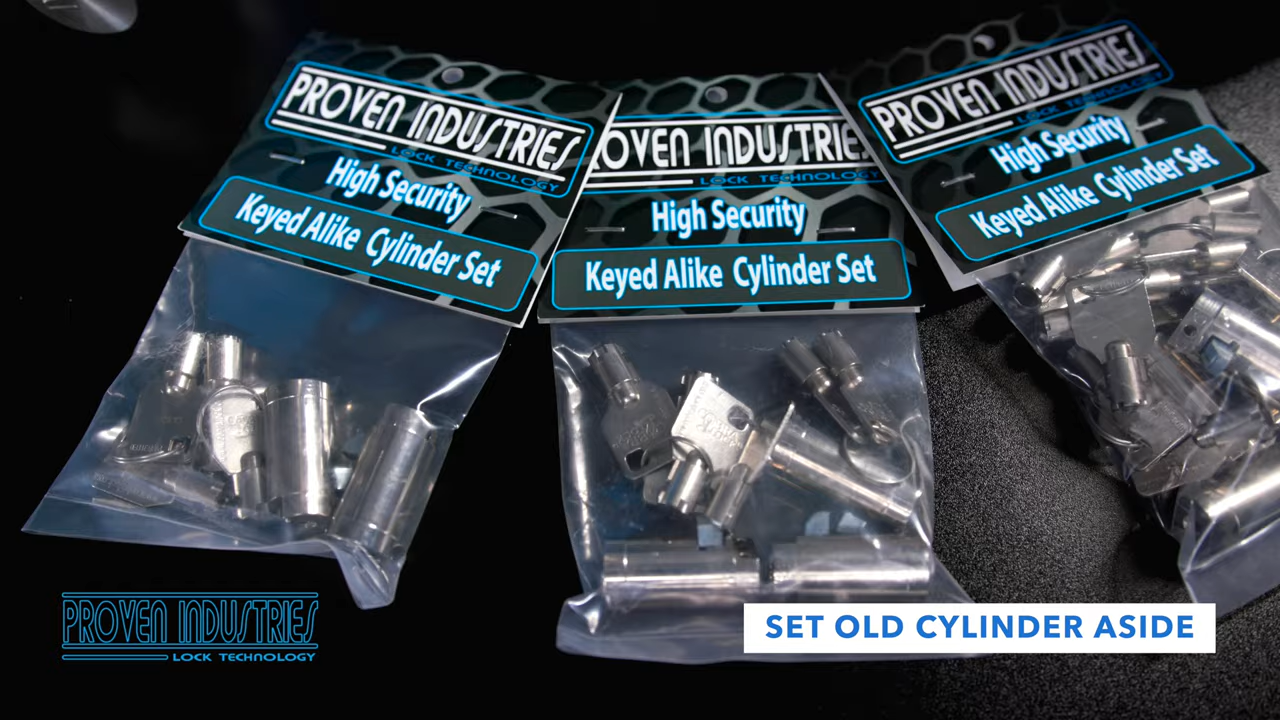 PROVEN INDUSTRIES
LOCK TECHNOLOGY
High Security
Keyed Alike Cylinder Set
OVEN INDUSTRIES
LOCK TECHNOLOGY
High Security
Keyed Alike Cylinder Set
PROVEN INDUSTRIES
LOCK TECHNOLOGY
High Security
Keyed Alike Cylinder Set
PROVEN INDUSTRIES
LOCK TECHNOLOGY
SET OLD CYLINDER ASIDE